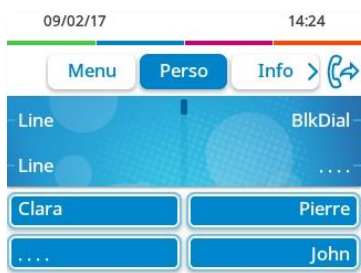 09/02/17 14:24
Menu Perso Info
Line BlkDial
Line ....
Clara Pierre
.... John